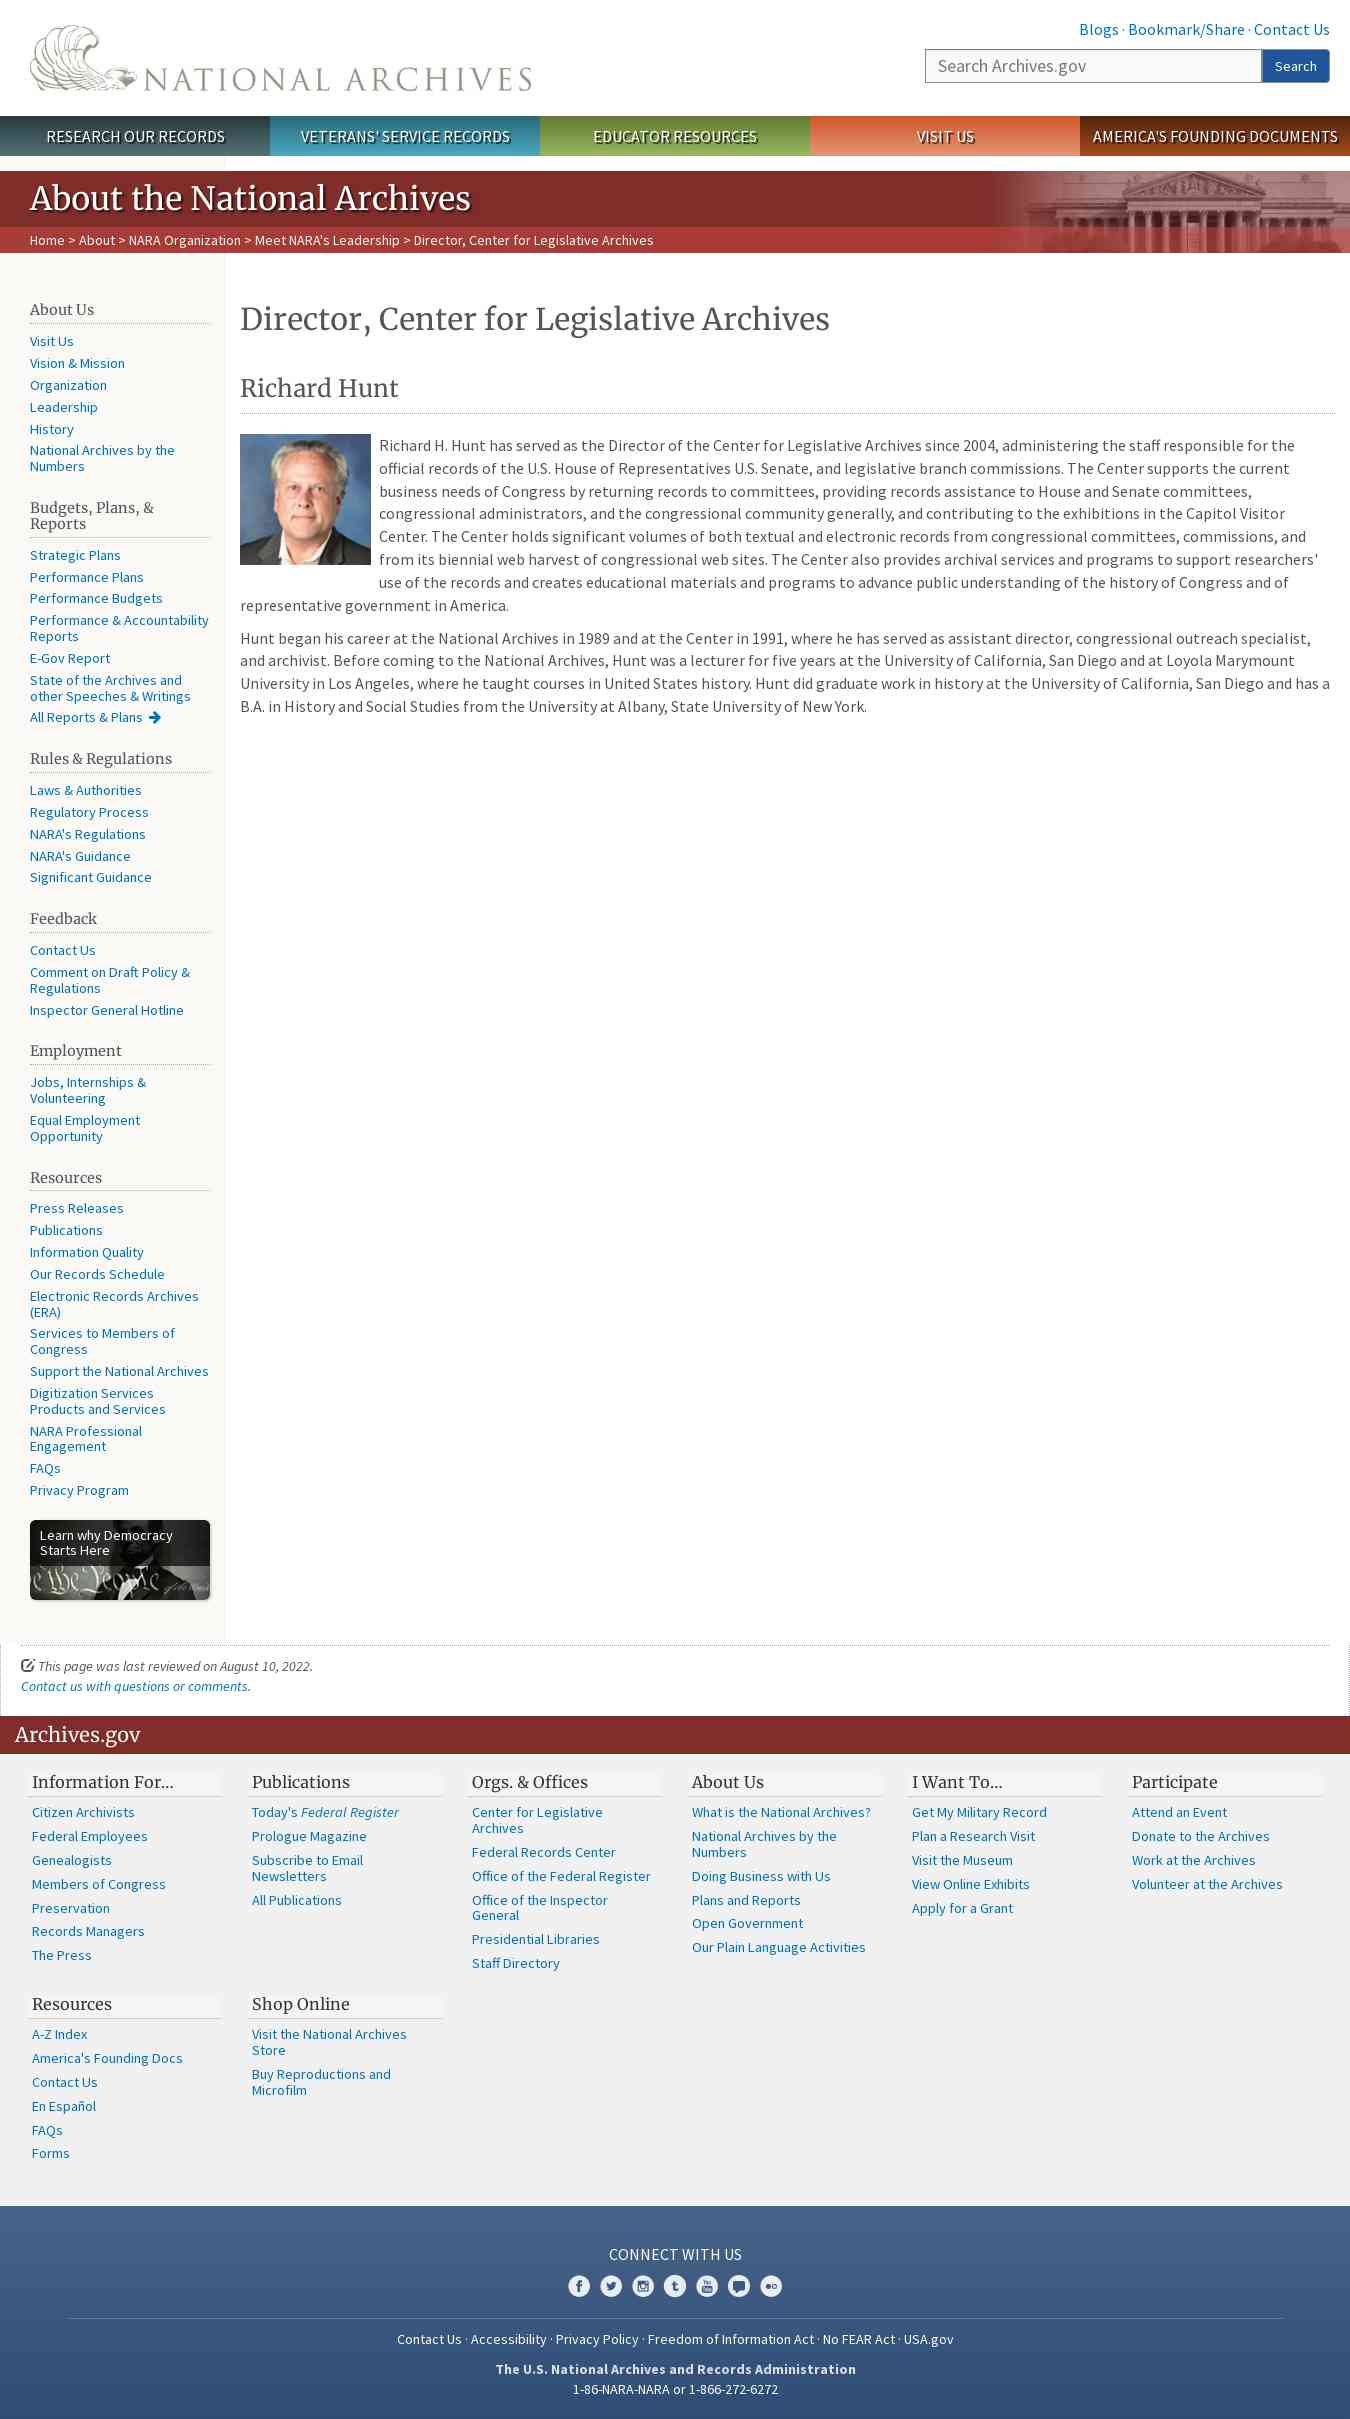 Blogs · Bookmark/Share · Contact Us
NATIONAL ARCHIVES
Search Archives.gov
Search
RESEARCH OUR RECORDS
VETERANS' SERVICE RECORDS
EDUCATOR RESOURCES
VISIT US
AMERICA'S FOUNDING DOCUMENTS
About the National Archives
Home > About > NARA Organization > Meet NARA's Leadership > Director, Center for Legislative Archives
About Us
Visit Us
Vision & Mission
Organization
Leadership
History
National Archives by the
Numbers
Budgets, Plans, &
Reports
Strategic Plans
Performance Plans
Performance Budgets
Performance & Accountability
Reports
E-Gov Report
State of the Archives and
other Speeches & Writings
All Reports & Plans
Rules & Regulations
Laws & Authorities
Regulatory Process
NARA's Regulations
NARA's Guidance
Significant Guidance
Feedback
Contact Us
Comment on Draft Policy &
Regulations
Inspector General Hotline
Employment
Jobs, Internships &
Volunteering
Equal Employment
Opportunity
Resources
Press Releases
Publications
Information Quality
Our Records Schedule
Electronic Records Archives
(ERA)
Services to Members of
Congress
Support the National Archives
Digitization Services
Products and Services
NARA Professional
Engagement
FAQs
Privacy Program
Learn why Democracy
Starts Here
e the People
Director, Center for Legislative Archives
Richard Hunt
Richard H. Hunt has served as the Director of the Center for Legislative Archives since 2004, administering the staff responsible for the
official records of the U.S. House of Representatives U.S. Senate, and legislative branch commissions. The Center supports the current
business needs of Congress by returning records to committees, providing records assistance to House and Senate committees,
congressional administrators, and the congressional community generally, and contributing to the exhibitions in the Capitol Visitor
Center. The Center holds significant volumes of both textual and electronic records from congressional committees, commissions, and
from its biennial web harvest of congressional web sites. The Center also provides archival services and programs to support researchers'
use of the records and creates educational materials and programs to advance public understanding of the history of Congress and of
representative government in America.
Hunt began his career at the National Archives in 1989 and at the Center in 1991, where he has served as assistant director, congressional outreach specialist,
and archivist. Before coming to the National Archives, Hunt was a lecturer for five years at the University of California, San Diego and at Loyola Marymount
University in Los Angeles, where he taught courses in United States history. Hunt did graduate work in history at the University of California, San Diego and has a
B.A. in History and Social Studies from the University at Albany, State University of New York.
This page was last reviewed on August 10, 2022.
Contact us with questions or comments.
Archives.gov
Information For…
Citizen Archivists
Federal Employees
Genealogists
Members of Congress
Preservation
Records Managers
The Press
Publications
Today's Federal Register
Prologue Magazine
Subscribe to Email
Newsletters
All Publications
Orgs. & Offices
Center for Legislative
Archives
Federal Records Center
Office of the Federal Register
Office of the Inspector
General
Presidential Libraries
Staff Directory
About Us
What is the National Archives?
National Archives by the
Numbers
Doing Business with Us
Plans and Reports
Open Government
Our Plain Language Activities
I Want To…
Get My Military Record
Plan a Research Visit
Visit the Museum
View Online Exhibits
Apply for a Grant
Participate
Attend an Event
Donate to the Archives
Work at the Archives
Volunteer at the Archives
Resources
A-Z Index
America's Founding Docs
Contact Us
En Español
FAQs
Forms
Shop Online
Visit the National Archives
Store
Buy Reproductions and
Microfilm
CONNECT WITH US
Contact Us · Accessibility · Privacy Policy · Freedom of Information Act · No FEAR Act · USA.gov
The U.S. National Archives and Records Administration
1-86-NARA-NARA or 1-866-272-6272